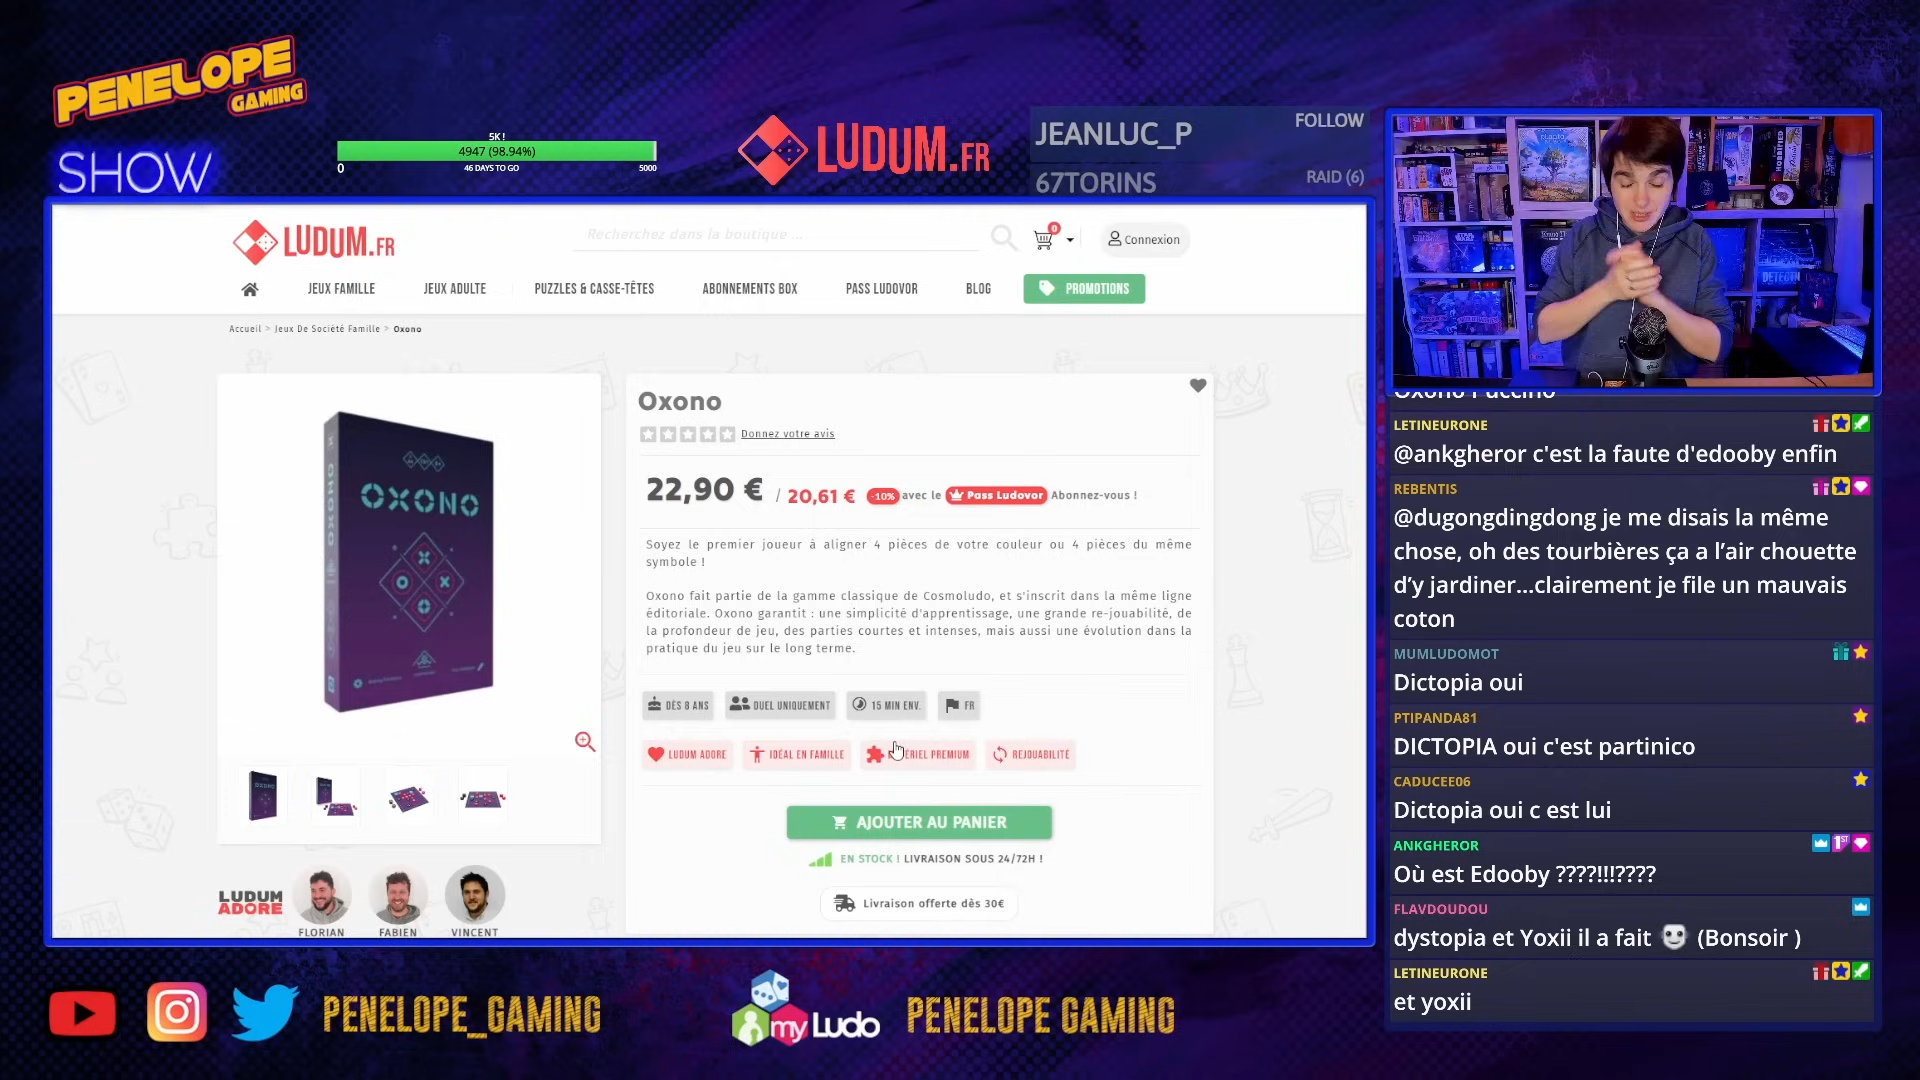 PENELOPE
GAMING
SHOW
5K !
4947 (98.94%)
0
46 DAYS TO GO
5000
LUDUM.FR
JEANLUC_P
FOLLOW
67TORINS
RAID (6)
LUDUM.FR
Recherchez dans la boutique ...
0
Connexion
JEUX FAMILLE
JEUX ADULTE
PUZZLES & CASSE-TÊTES
ABONNEMENTS BOX
PASS LUDOVOR
BLOG
PROMOTIONS
Accueil > Jeux De Société Famille > Oxono
OXONO
OXONO
Oxono
Donnez votre avis
22,90 € / 20,61 € -10% avec le Pass Ludovor Abonnez-vous !
Soyez le premier joueur à aligner 4 pièces de votre couleur ou 4 pièces du même
symbole !
Oxono fait partie de la gamme classique de Cosmoludo, et s'inscrit dans la même ligne
éditoriale. Oxono garantit : une simplicité d'apprentissage, une grande re-jouabilité, de
la profondeur de jeu, des parties courtes et intenses, mais aussi une évolution dans la
pratique du jeu sur le long terme.
DÈS 8 ANS
DUEL UNIQUEMENT
15 MIN ENV.
FR
LUDUM ADORE
IDÉAL EN FAMILLE
ÉRIEL PREMIUM
REJOUABILITÉ
AJOUTER AU PANIER
EN STOCK ! LIVRAISON SOUS 24/72H !
Livraison offerte dès 30€
LUDUM
ADORE
FLORIAN
FABIEN
VINCENT
Oxono Puccino
LETINEURONE
@ankgheror c'est la faute d'edooby enfin
REBENTIS
@dugongdingdong je me disais la même
chose, oh des tourbières ça a l’air chouette
d’y jardiner...clairement je file un mauvais
coton
MUMLUDOMOT
Dictopia oui
PTIPANDA81
DICTOPIA oui c'est partinico
CADUCEE06
Dictopia oui c est lui
ANKGHEROR
1ST
Où est Edooby ????!!!????
FLAVDOUDOU
dystopia et Yoxii il a fait (Bonsoir )
LETINEURONE
et yoxii
PENELOPE_GAMING
my Ludo
PENELOPE GAMING